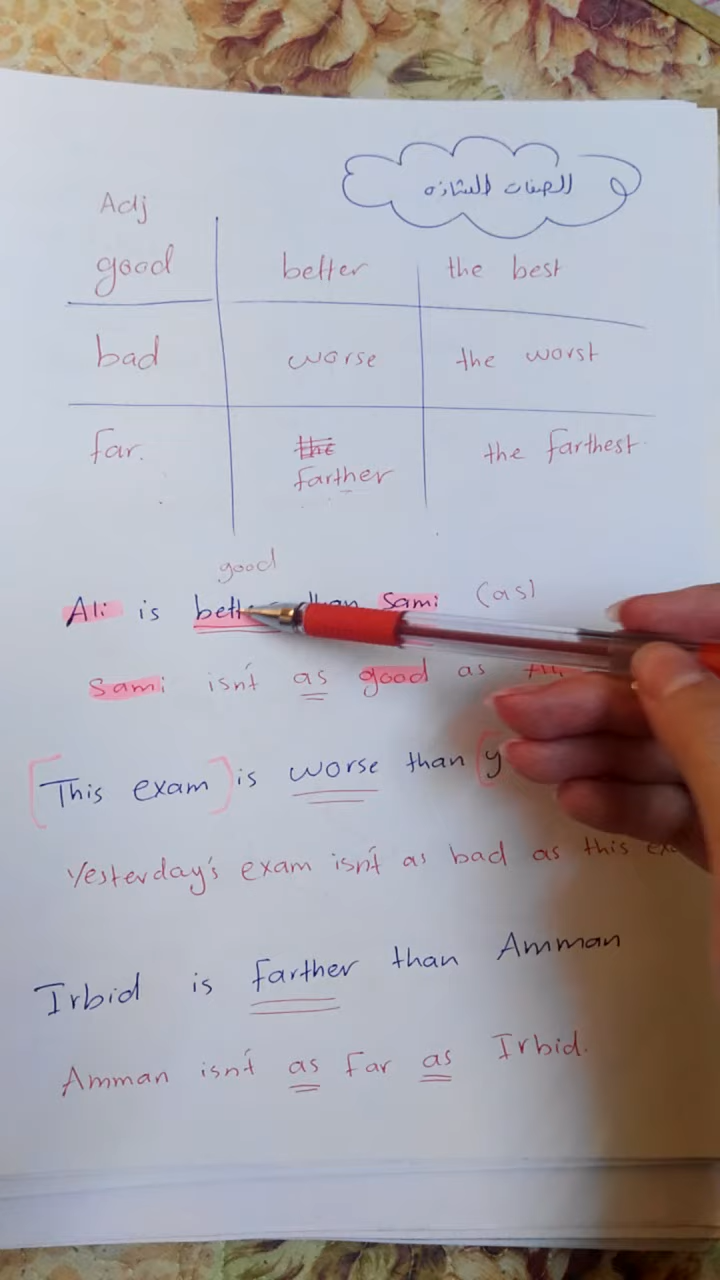 الصفات الشاذه
Adj
good better the best
bad worse the worst
far. the farther the farthest.
good
Ali is than Sami (as)
Sami isn't as good as
[This exam] is worse than
Yesterday's exam isn't as bad as this
Irbid is farther than Amman
Amman isn't as far as Irbid.